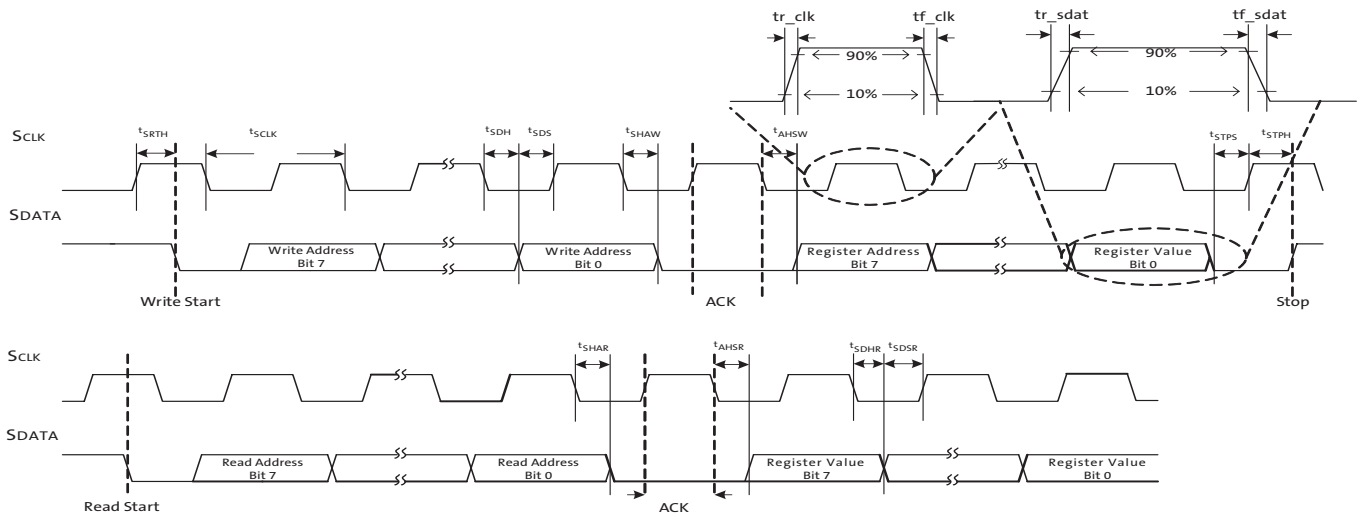 tr_clk tf_clk tr_sdat tf_sdat
90% 90%
10% 10%
SCLK
tSRTH tSCLK tSDH tSDS tSHAW tAHSW tSTPS tSTPH
SDATA
Write Address Write Address Register Address Register Value
Bit 7 Bit 0 Bit 7 Bit 0
Write Start ACK Stop
SCLK
tSHAR tAHSR tSDHR tSDSR
SDATA
Read Address Read Address Register Value Register Value
Bit 7 Bit 0 Bit 7 Bit 0
Read Start ACK